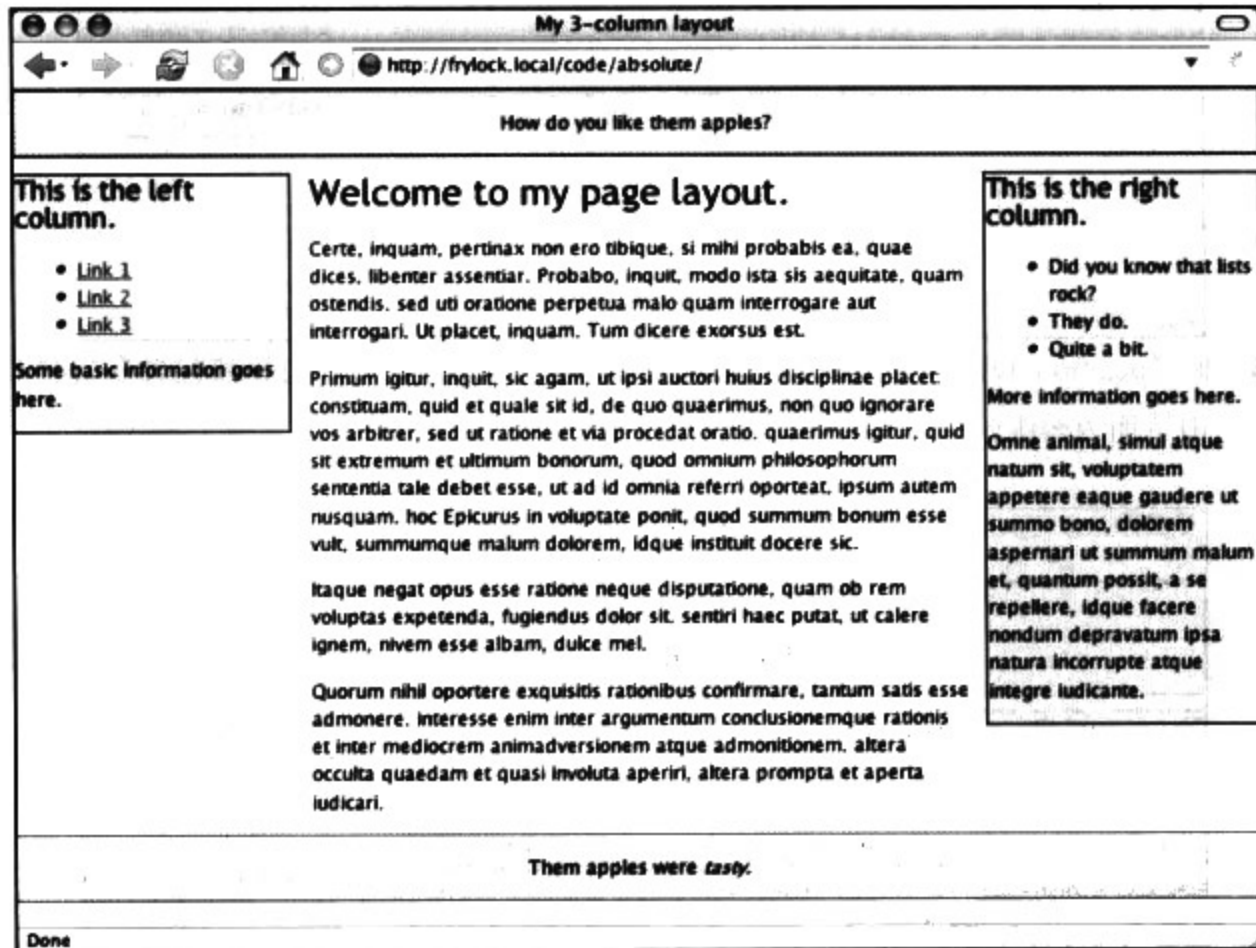 My 3-column layout
http://frylock.local/code/absolute/
How do you like them apples?
This is the left
column.
Link 1
Link 2
Link 3
Some basic information goes
here.
Welcome to my page layout.
Certe, inquam, pertinax non ero tibique, si mihi probabis ea, quae
dices, libenter assentiar. Probabo, inquit, modo ista sis aequitate, quam
ostendis. sed uti oratione perpetua malo quam interrogare aut
interrogari. Ut placet, inquam. Tum dicere exorsus est.
Primum igitur, inquit, sic agam, ut ipsi auctori huius disciplinae placet:
constituam, quid et quale sit id, de quo quaerimus, non quo ignorare
vos arbitrer, sed ut ratione et via procedat oratio. quaerimus igitur, quid
sit extremum et ultimum bonorum, quod omnium philosophorum
sententia tale debet esse, ut ad id omnia referri oporteat, ipsum autem
nusquam. hoc Epicurus in voluptate ponit, quod summum bonum esse
vult, summumque malum dolorem, idque instituit docere sic.
Itaque negat opus esse ratione neque disputatione, quam ob rem
voluptas expetenda, fugiendus dolor sit. sentiri haec putat, ut calere
ignem, nivem esse albam, dulce mel.
Quorum nihil oportere exquisitis rationibus confirmare, tantum satis esse
admonere. Interesse enim inter argumentum conclusionemque rationis
et inter mediocrem animadversionem atque admonitionem. altera
occulta quaedam et quasi involuta aperiri, altera prompta et aperta
iudicari.
This is the right
column.
Did you know that lists
rock?
They do.
Quite a bit.
More information goes here.
Omne animal, simul atque
natum sit, voluptatem
appetere eaque gaudere ut
summo bono, dolorem
aspernari ut summum malum
et, quantum possit, a se
repellere, idque facere
nondum depravatum ipsa
natura incorrupte atque
integre iudicante.
Them apples were tasty.
Done